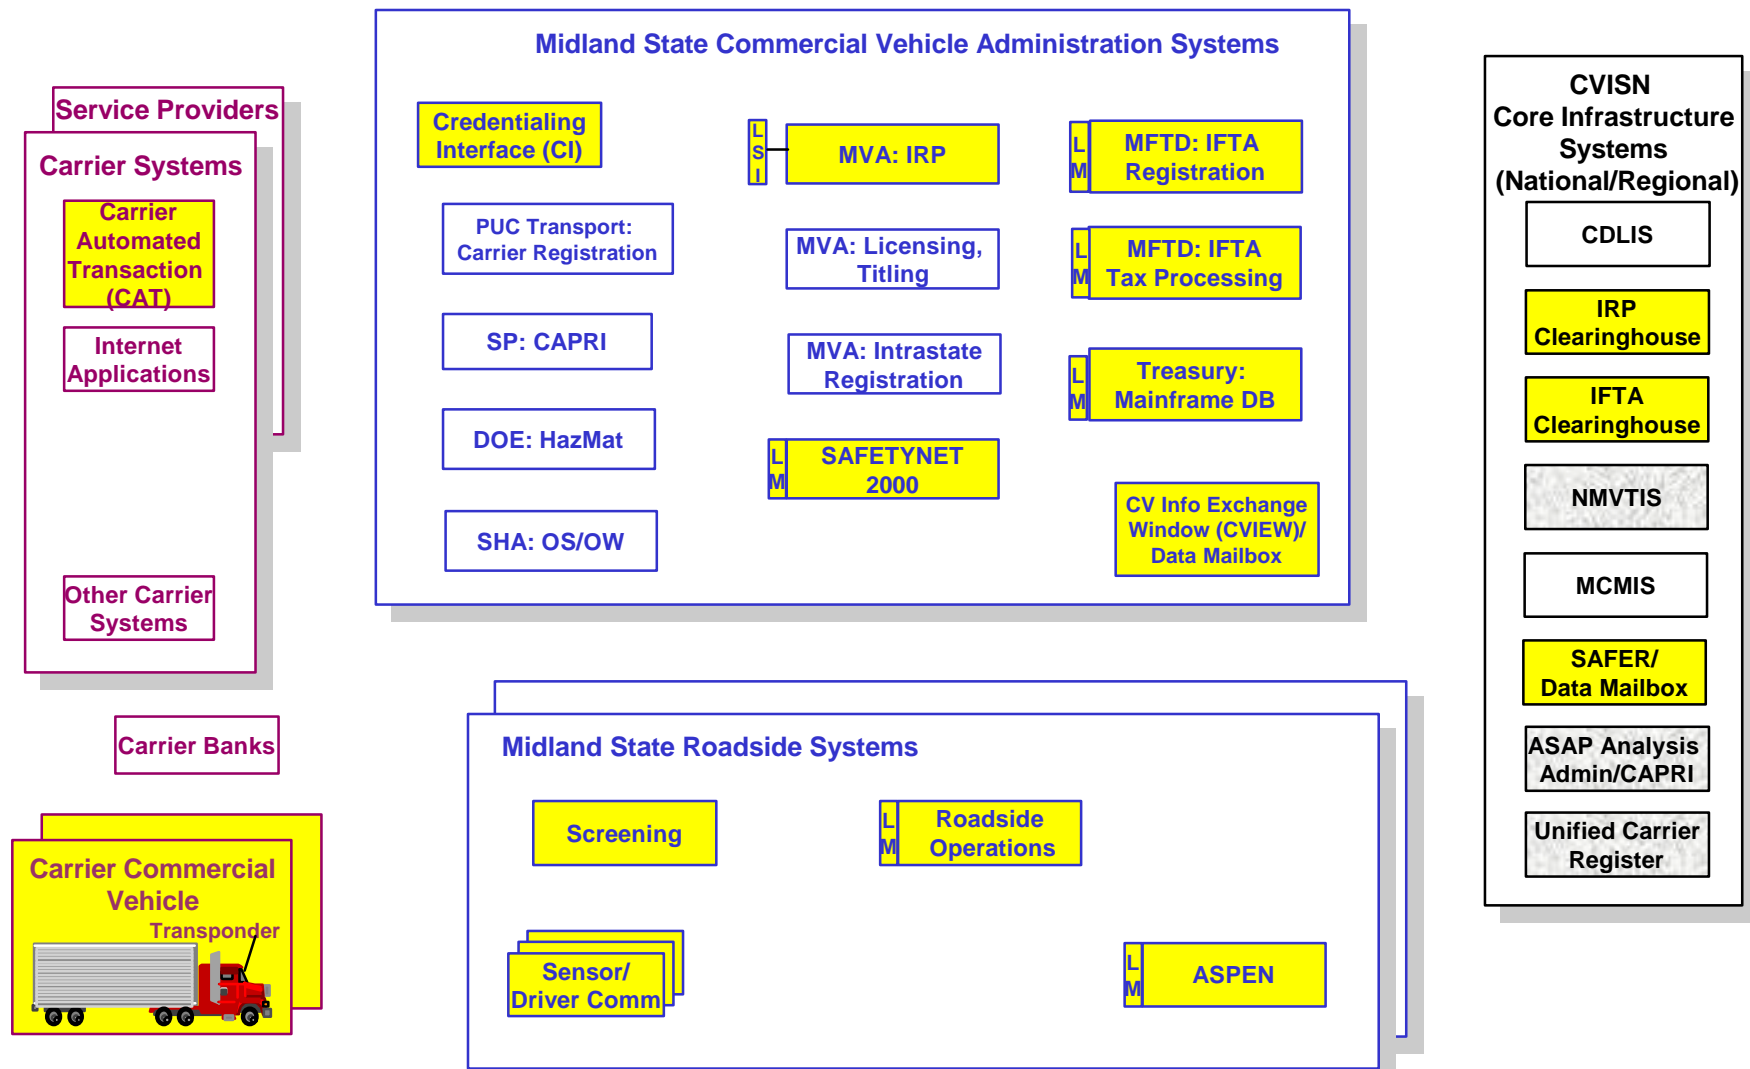 Midland State Commercial Vehicle Administration Systems
Service Providers
Carrier Systems
Carrier
Automated
Transaction
(CAT)
Internet
Applications
Other Carrier
Systems
Carrier Banks
Carrier Commercial
Vehicle
Transponder
Credentialing
Interface (CI)
PUC Transport:
Carrier Registration
SP: CAPRI
DOE: HazMat
SHA: OS/OW
L
S
I
MVA: IRP
MVA: Licensing,
Titling
MVA: Intrastate
Registration
L
M
SAFETYNET
2000
L
M
MFTD: IFTA
Registration
L
M
MFTD: IFTA
Tax Processing
L
M
Treasury:
Mainframe DB
CV Info Exchange
Window (CVIEW)/
Data Mailbox
Midland State Roadside Systems
Screening
L
M
Roadside
Operations
Sensor/
Driver Comm
L
M
ASPEN
CVISN
Core Infrastructure
Systems
(National/Regional)
CDLIS
IRP
Clearinghouse
IFTA
Clearinghouse
NMVTIS
MCMIS
SAFER/
Data Mailbox
ASAP Analysis
Admin/CAPRI
Unified Carrier
Register